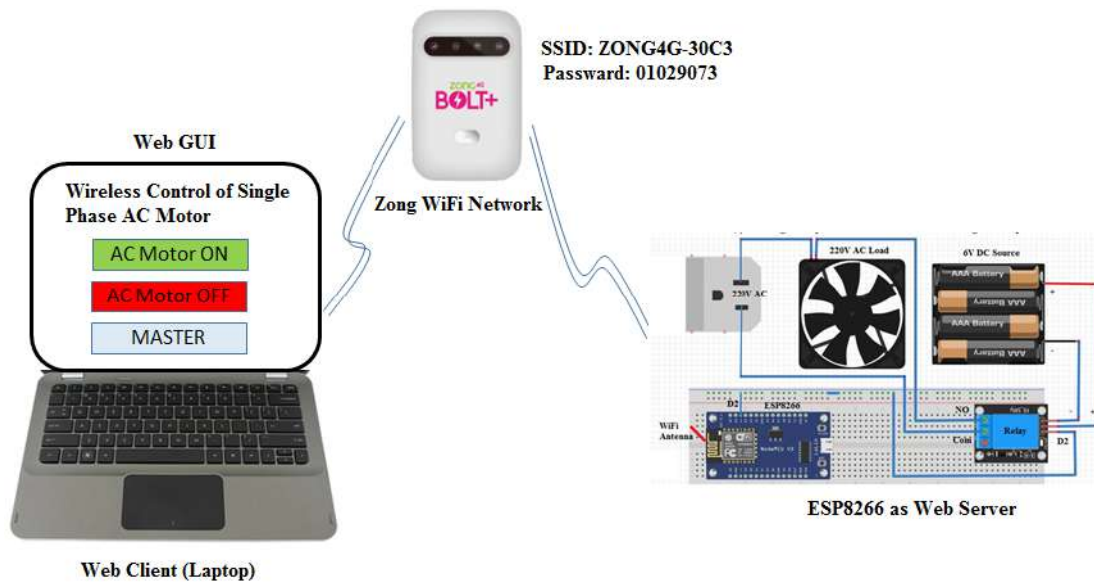 SSID: ZONG4G-30C3
Passward: 01029073
zong 4G
BOLT+
Zong WiFi Network
Web GUI
Wireless Control of Single
Phase AC Motor
AC Motor ON
AC Motor OFF
MASTER
Web Client (Laptop)
220V AC Load
6V DC Source
220V AC
AAA Battery
AAA Battery
AAA Battery
AAA Battery
+
-
D2
ESP8266
WiFi
Antenna
NO
Relay
-
+
D2
ESP8266 as Web Server